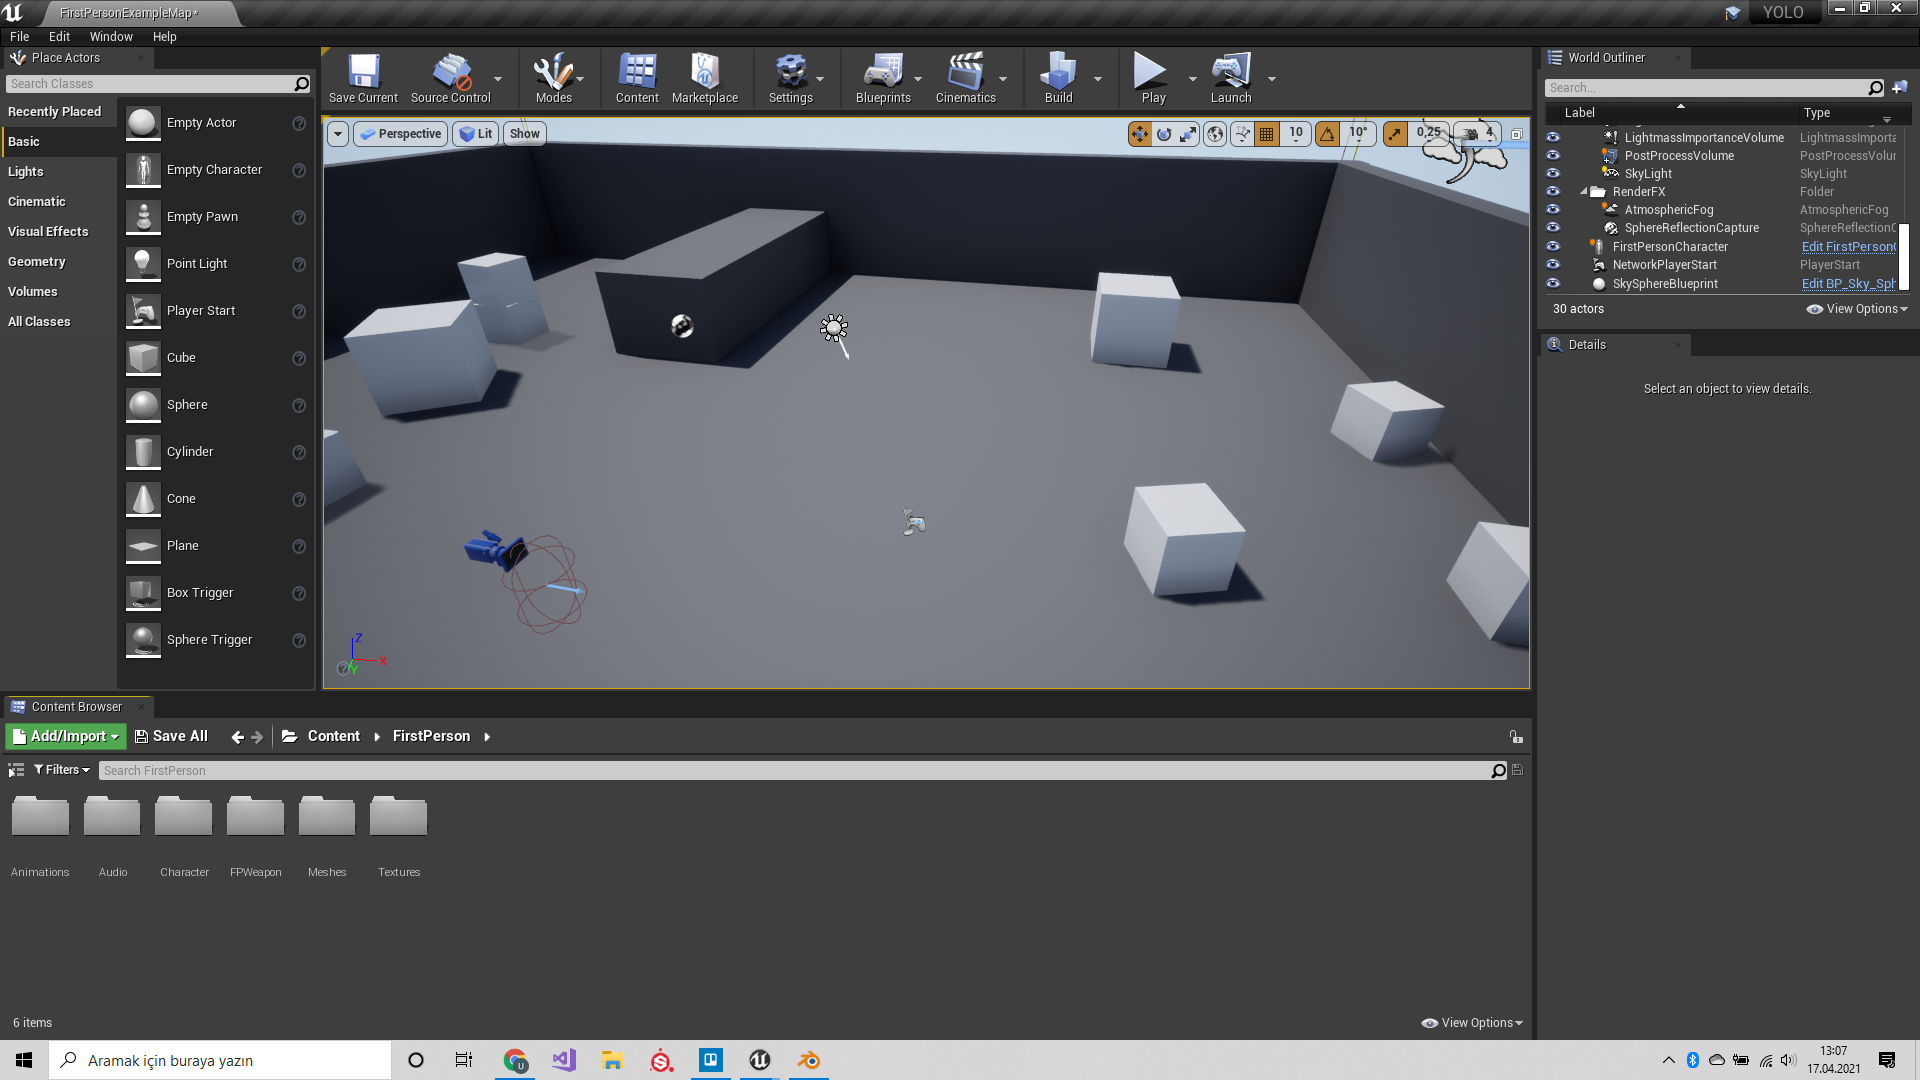 FirstPersonExampleMap*
YOLO
File Edit Window Help
Place Actors
Search Classes
Recently Placed
Basic
Lights
Cinematic
Visual Effects
Geometry
Volumes
All Classes
Empty Actor
Empty Character
Empty Pawn
Point Light
Player Start
Cube
Sphere
Cylinder
Cone
Plane
Box Trigger
Sphere Trigger
Save Current
Source Control
Modes
Content
Marketplace
Settings
Blueprints
Cinematics
Build
Play
Launch
Perspective
Lit
Show
10
10°
0,25
4
Z
X
Y
World Outliner
Search...
Label Type
LightmassImportanceVolume LightmassImporta
PostProcessVolume PostProcessVolur
SkyLight SkyLight
RenderFX Folder
AtmosphericFog AtmosphericFog
SphereReflectionCapture SphereReflectionC
FirstPersonCharacter Edit FirstPerson
NetworkPlayerStart PlayerStart
SkySphereBlueprint Edit BP_Sky_Sph
30 actors
View Options
Details
Select an object to view details.
Content Browser
Add/Import
Save All
Content
FirstPerson
Filters
Search FirstPerson
Animations
Audio
Character
FPWeapon
Meshes
Textures
6 items
View Options
Aramak için buraya yazın
13:07
17.04.2021